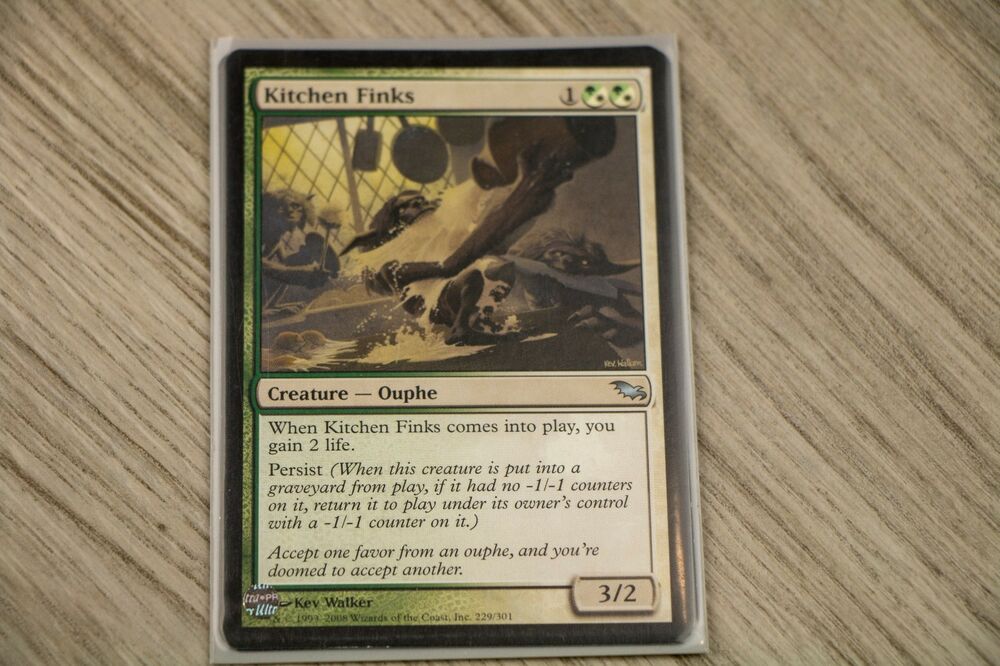 Kitchen Finks 1
Kev Walker
Creature — Ouphe
When Kitchen Finks comes into play, you
gain 2 life.
Persist (When this creature is put into a
graveyard from play, if it had no -1/-1 counters
on it, return it to play under its owner's control
with a -1/-1 counter on it.)
Accept one favor from an ouphe, and you're
doomed to accept another.
3/2
Kev Walker
& © 1993-2008 Wizards of the Coast, Inc. 229/301